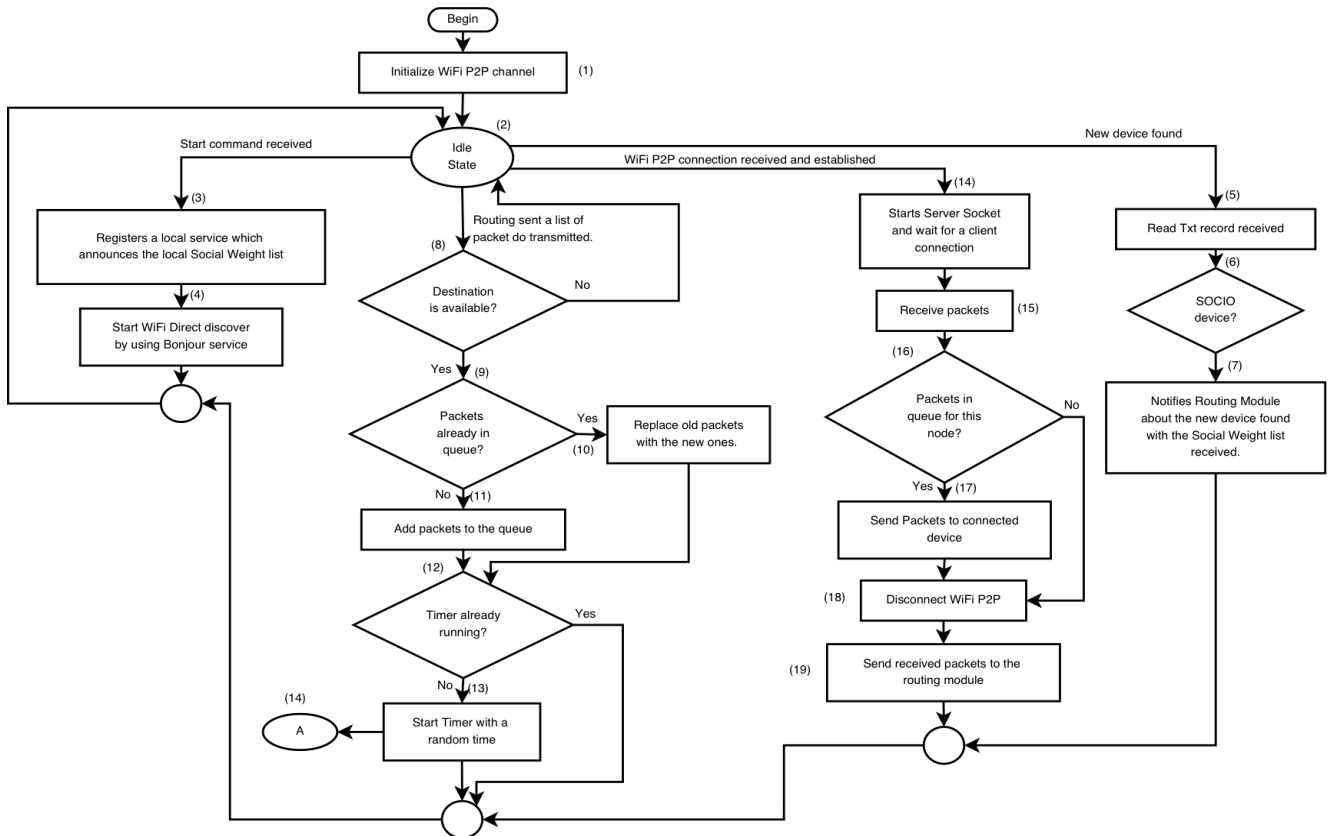 Begin
Initialize WiFi P2P channel
(1)
(2)
Idle
State
Start command received
New device found
WiFi P2P connection received and established
(3)
Registers a local service which
announces the local Social Weight list
(4)
Start WiFi Direct discover
by using Bonjour service
Routing sent a list of
packet do transmitted.
(8)
Destination
is available?
No
Yes
(9)
Packets
already in
queue?
Yes
(10)
Replace old packets
with the new ones.
No
(11)
Add packets to the queue
(12)
Timer already
running?
Yes
No
(13)
Start Timer with a
random time
(14)
A
(14)
Starts Server Socket
and wait for a client
connection
Receive packets
(15)
(16)
Packets in
queue for this
node?
No
Yes
(17)
Send Packets to connected
device
(18)
Disconnect WiFi P2P
(19)
Send received packets to the
routing module
(5)
Read Txt record received
(6)
SOCIO
device?
(7)
Notifies Routing Module
about the new device found
with the Social Weight list
received.